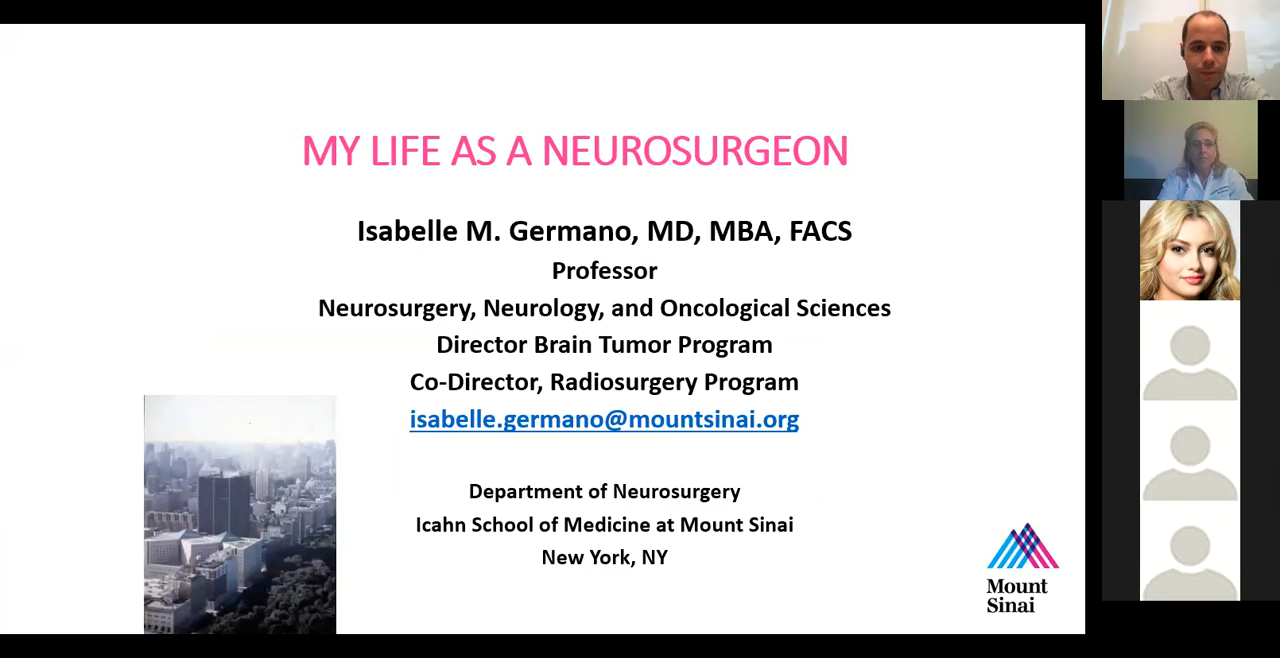 MY LIFE AS A NEUROSURGEON
Isabelle M. Germano, MD, MBA, FACS
Professor
Neurosurgery, Neurology, and Oncological Sciences
Director Brain Tumor Program
Co-Director, Radiosurgery Program
isabelle.germano@mountsinai.org
Department of Neurosurgery
Icahn School of Medicine at Mount Sinai
New York, NY
Mount
Sinai